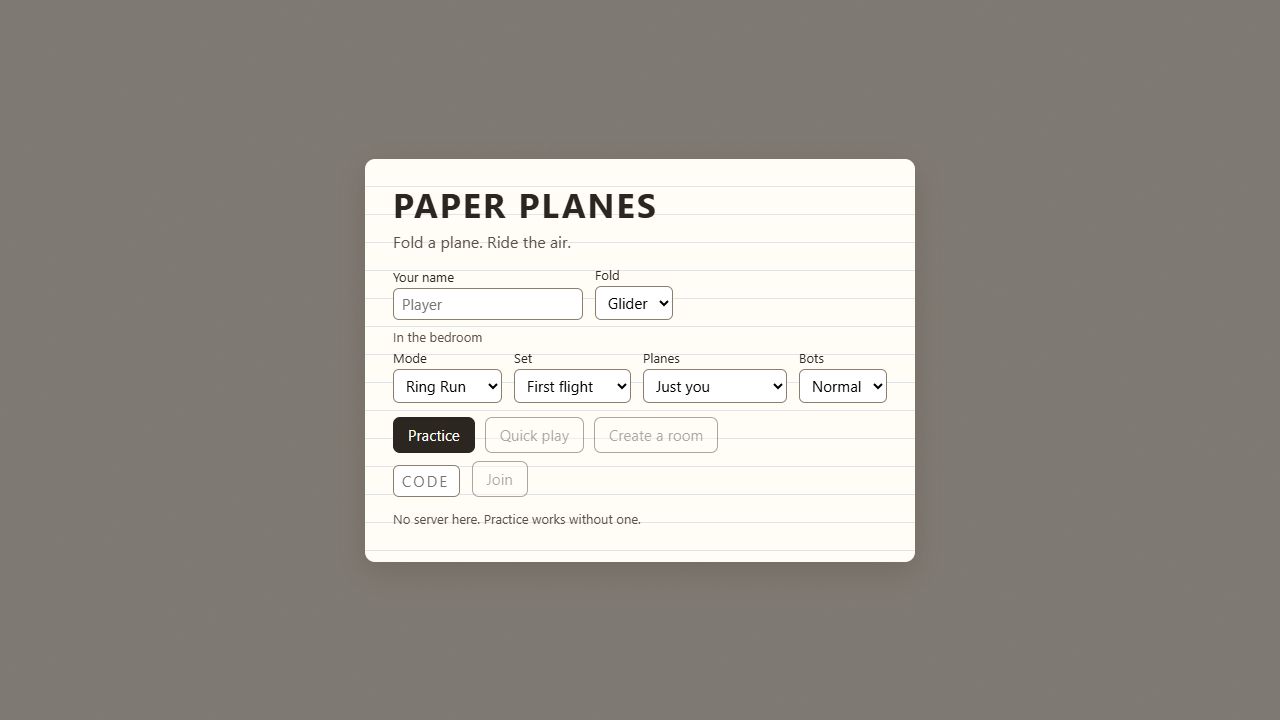 PAPER PLANES
Fold a plane. Ride the air.
Your name Fold
Player Glider
In the bedroom
Mode Set Planes Bots
Ring Run First flight Just you Normal
Practice Quick play Create a room
CODE Join
No server here. Practice works without one.